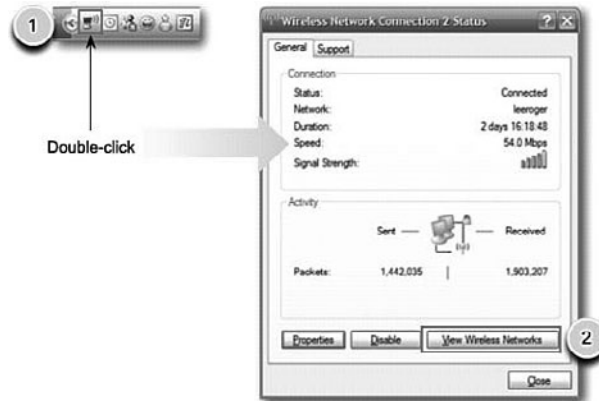 1
Double-click
Wireless Network Connection 2 Status
General Support
Connection
Status: Connected
Network: leeroger
Duration: 2 days 16:18:48
Speed: 54.0 Mbps
Signal Strength:
Activity
Sent — Received
Packets: 1,442,035 | 1,903,207
Properties Disable View Wireless Networks
2
Close